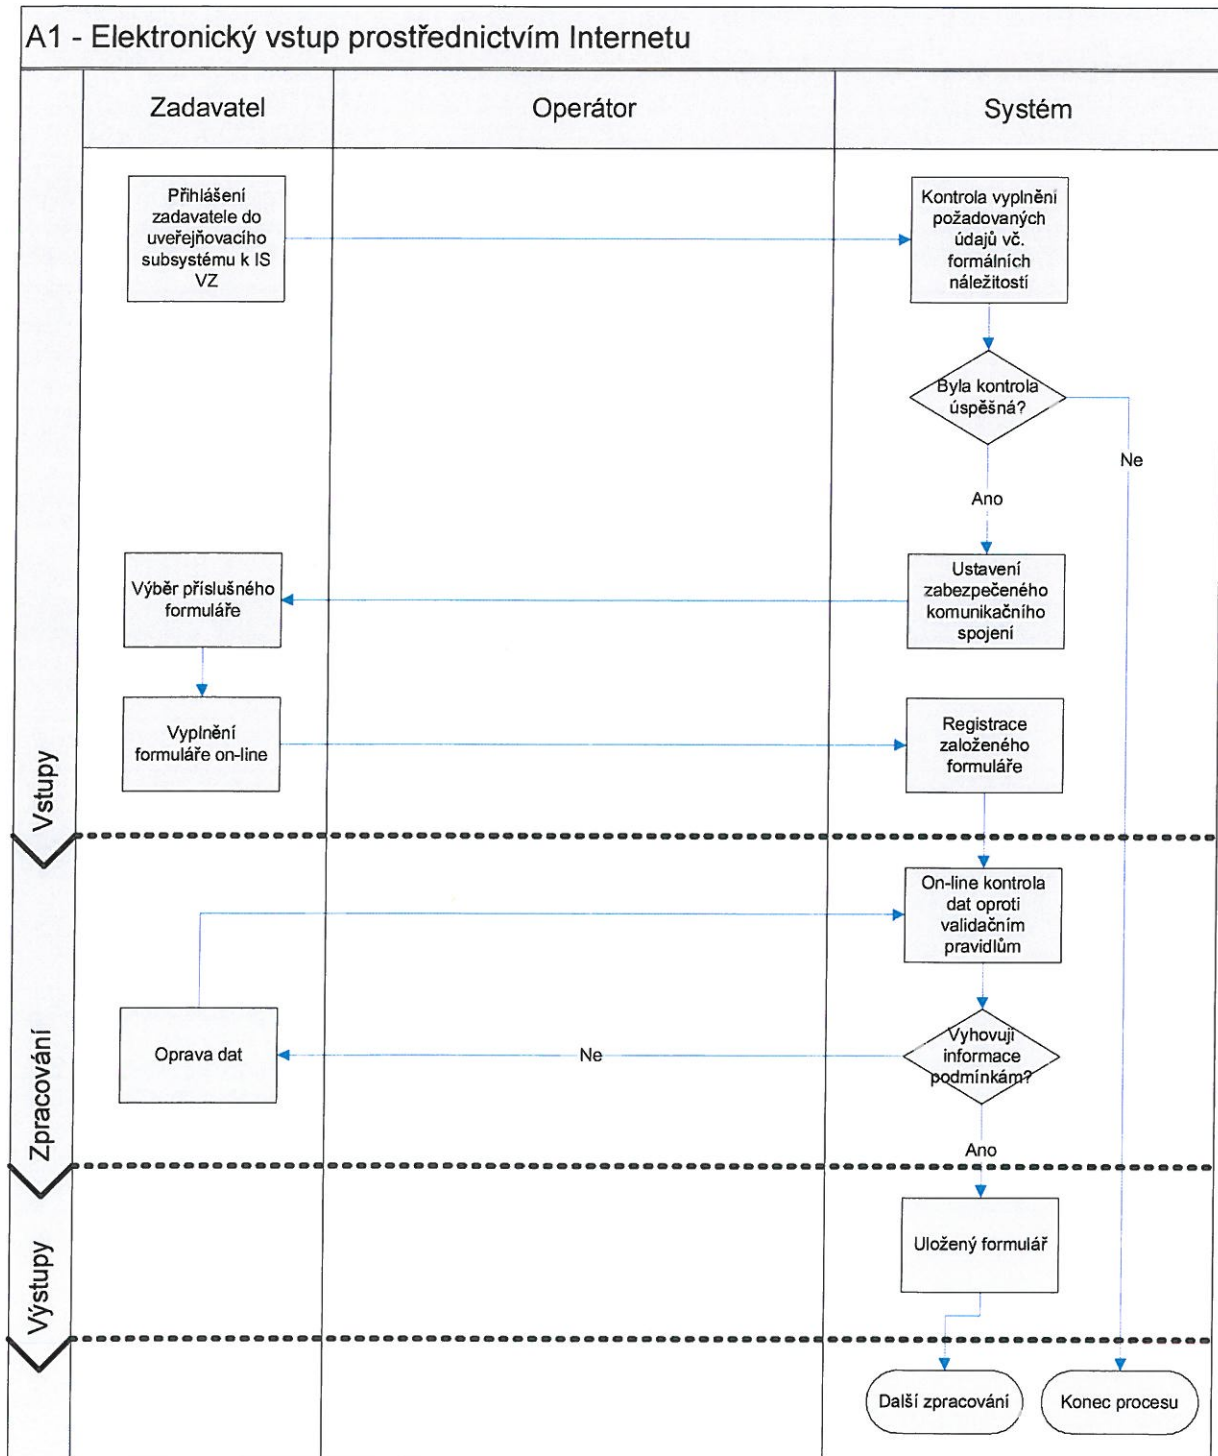 A1 - Elektronický vstup prostřednictvím Internetu
Zadavatel
Operátor
Systém
Přihlášení
zadavatele do
uveřejňovacího
subsystému k IS
VZ
Kontrola vyplnění
požadovaných
údajů vč.
formálních
náležitostí
Byla kontrola
úspěšná?
Ne
Ano
Výběr příslušného
formuláře
Ustavení
zabezpečeného
komunikačního
spojení
Vyplnění
formuláře on-line
Registrace
založeného
formuláře
Vstupy
On-line kontrola
dat oproti
validačním
pravidlům
Oprava dat
Ne
Vyhovují
informace
podmínkám?
Zpracování
Ano
Uložený formulář
Výstupy
Další zpracování
Konec procesu